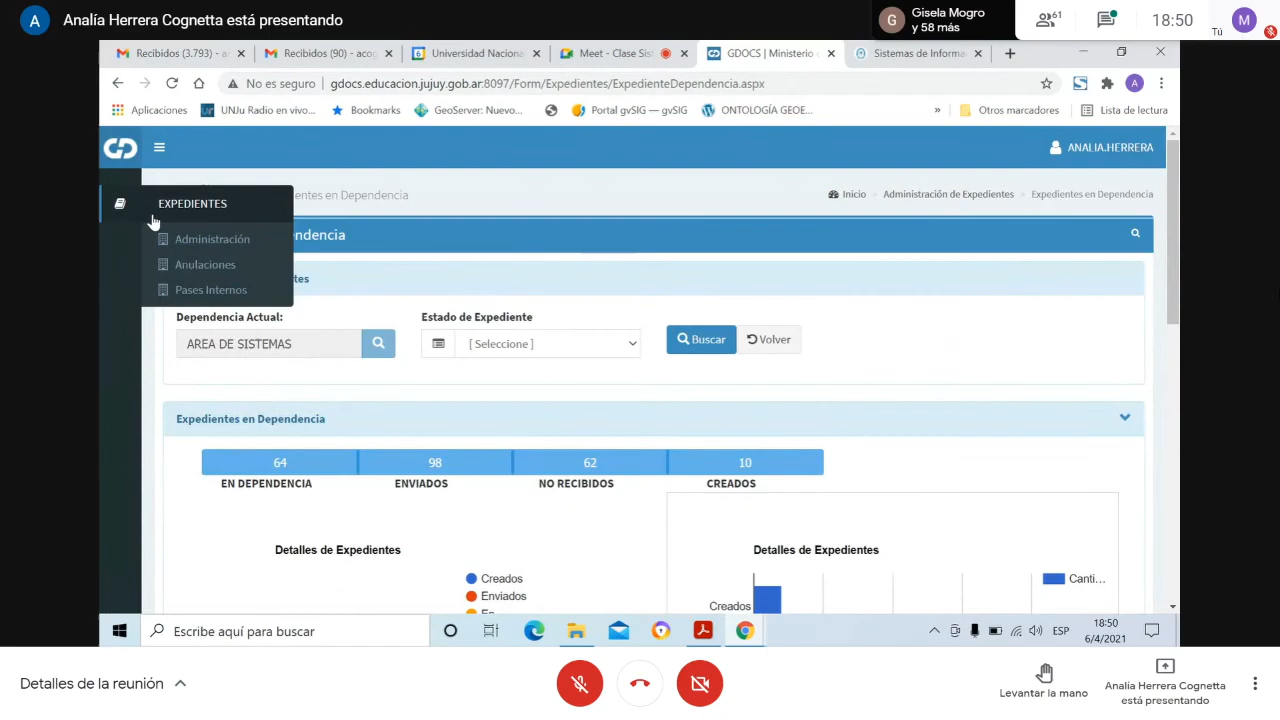 A Analía Herrera Cognetta está presentando
G Gisela Mogro
y 58 más
61
18:50
Tú
M
Recibidos (3.793) - a
Recibidos (90) - acog
Universidad Naciona
Meet - Clase Sis
GDOCS | Ministerio
Sistemas de Informa
No es seguro | gdocs.educacion.jujuy.gob.ar:8097/Form/Expedientes/ExpedienteDependencia.aspx
A
Aplicaciones
UNJu Radio en vivo...
Bookmarks
GeoServer: Nuevo...
Portal gvSIG — gvSIG
ONTOLOGÍA GEOE...
»
Otros marcadores
Lista de lectura
ANALIA.HERRERA
EXPEDIENTES
Administración
Anulaciones
Pases Internos
entes en Dependencia
Inicio
Administración de Expedientes
Expedientes en Dependencia
ndencia
tes
Dependencia Actual:
Estado de Expediente
AREA DE SISTEMAS
[ Seleccione ]
Buscar
Volver
Expedientes en Dependencia
64 98 62 10
EN DEPENDENCIA ENVIADOS NO RECIBIDOS CREADOS
Detalles de Expedientes
Creados
Enviados
Detalles de Expedientes
Canti...
Creados
Escribe aquí para buscar
ESP
18:50
6/4/2021
Detalles de la reunión
Levantar la mano
Analía Herrera Cognetta
está presentando